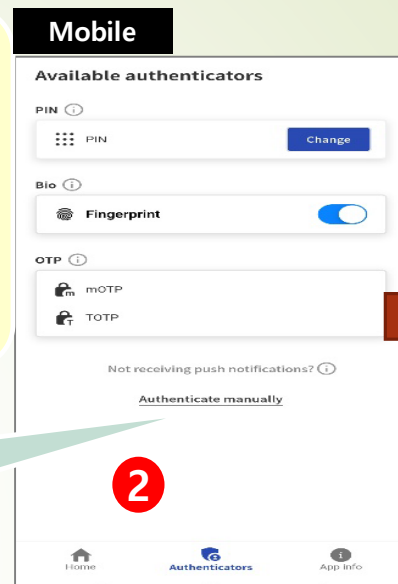 Mobile
Available authenticators
PIN
PIN
Change
Bio
Fingerprint
OTP
m
mOTP
T
TOTP
Not receiving push notifications?
Authenticate manually
2
Home
Authenticators
App Info